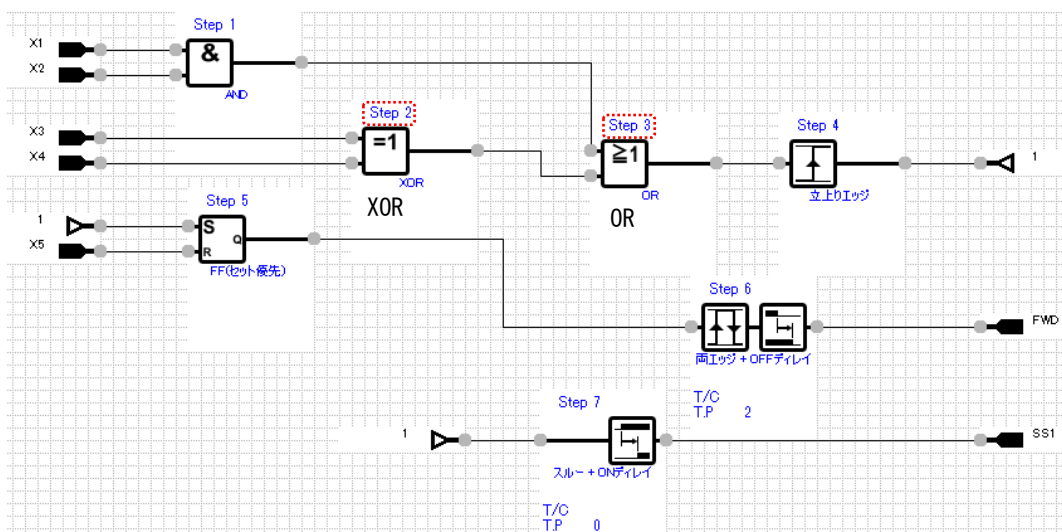 Step 1
X1
X2
&
AND
Step 2
X3
X4
=1
XOR
XOR
Step 3
≧1
OR
OR
Step 4
立上りエッジ
1
Step 5
1
X5
S
R
Q
FF(セット優先)
Step 6
両エッジ + OFFディレイ
FWD
T/C
T.P 2
Step 7
1
スルー + ONディレイ
SS1
T/C
T.P 0